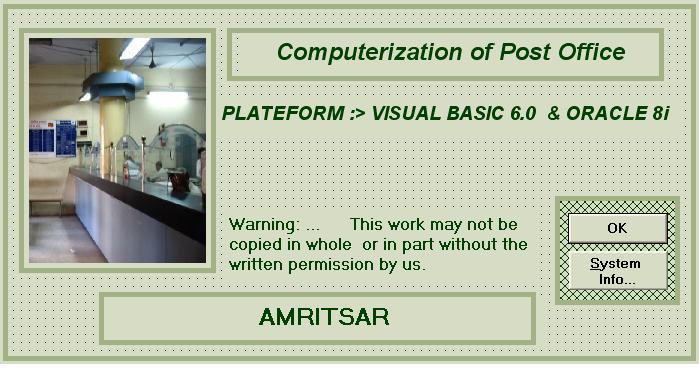 Computerization of Post Office
PLATEFORM :> VISUAL BASIC 6.0 & ORACLE 8i
Warning: ... This work may not be
copied in whole or in part without the
written permission by us.
OK
System
Info...
AMRITSAR